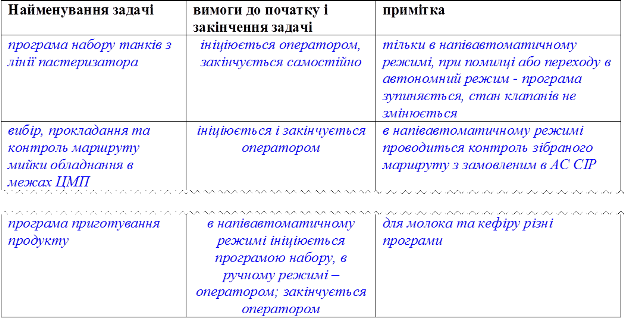 Найменування задачі
вимоги до початку і
закінчення задачі
примітка
програма набору танків з
лінії пастеризатора
ініціюється оператором,
закінчується самостійно
тільки в напівавтоматичному
режимі, при помилці або переходу в
автономний режим - програма
зупиняється, стан клапанів не
змінюється
вибір, прокладання та
контроль маршруту
мийки обладнання в
межах ЦМП
ініціюється і закінчується
оператором
в напівавтоматичному режимі
проводиться контроль зібраного
маршруту з замовленим в АС СІР
програма приготування
продукту
в напівавтоматичному
режимі ініціюється
програмою набору, в
ручному режимі –
оператором; закінчується
оператором
для молока та кефіру різні
програми